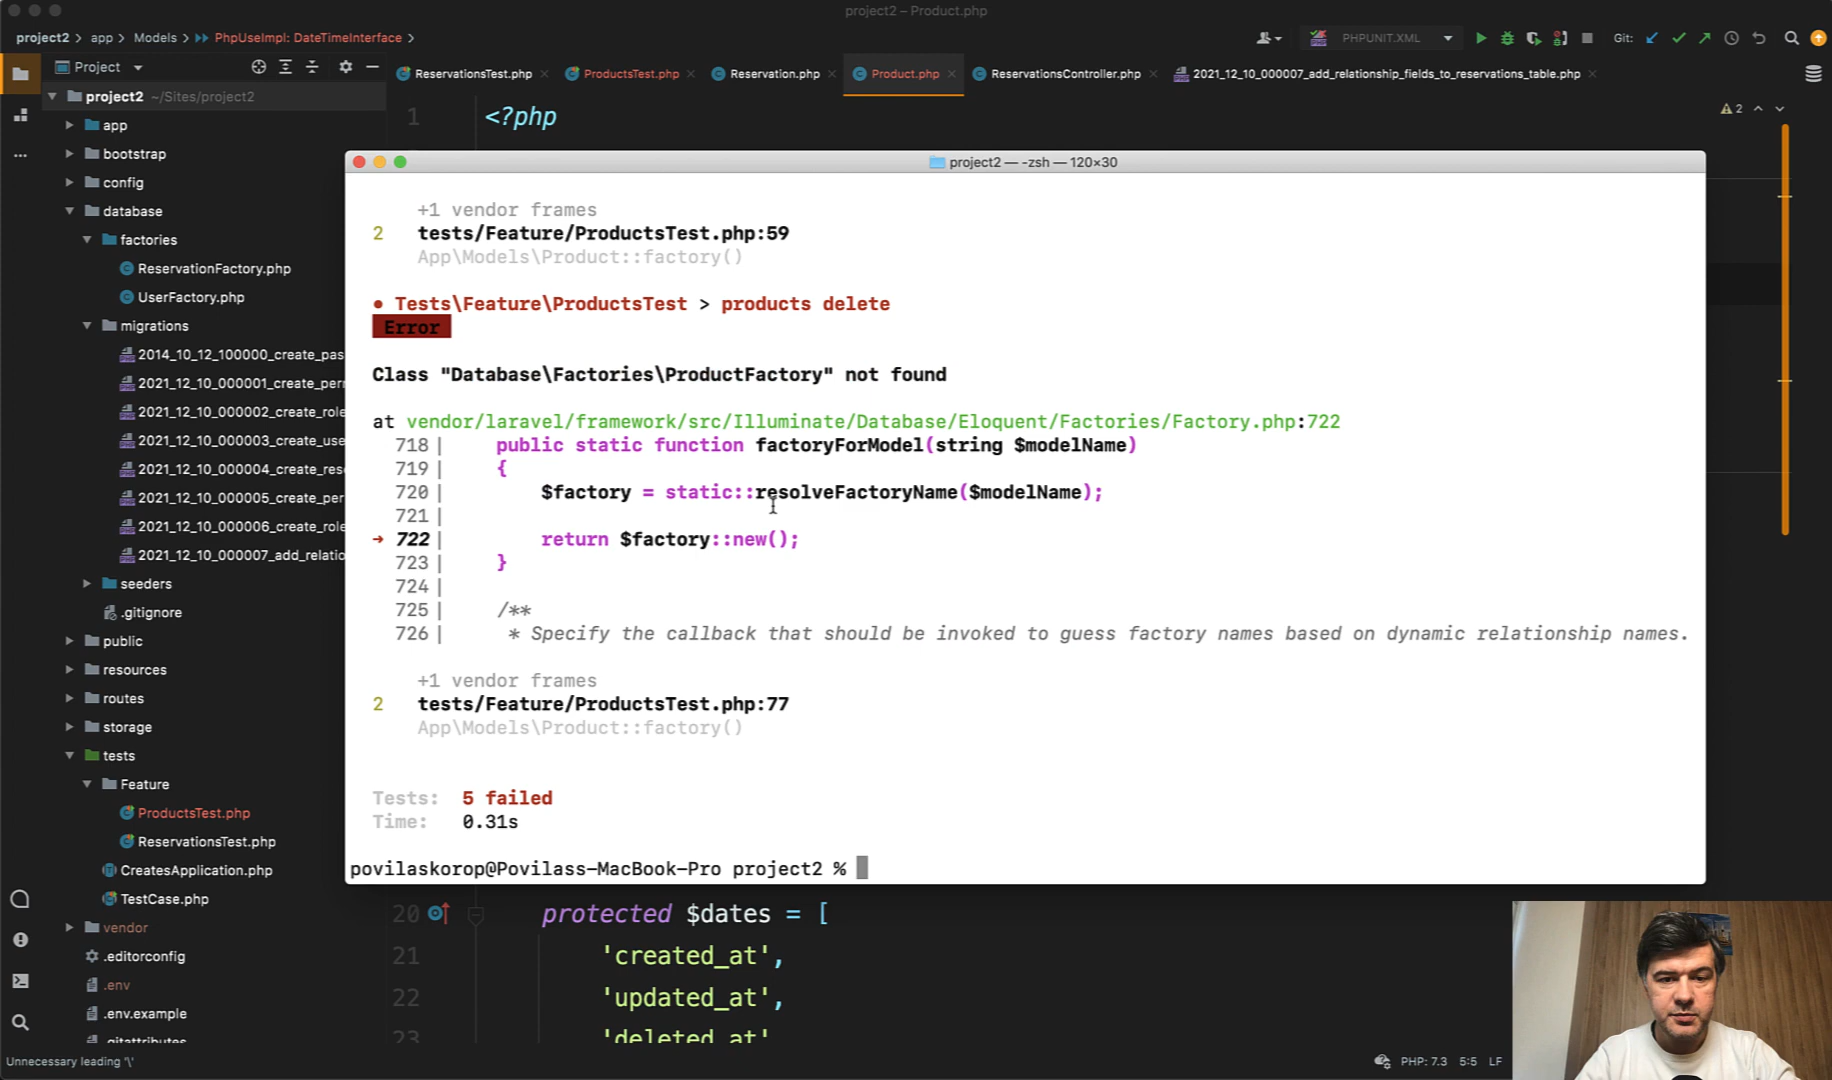 project2 – Product.php
project2 > app > Models > PhpUseImpl: DateTimeInterface >
PHPUNIT.XML
Git:
Project
ReservationsTest.php
ProductsTest.php
Reservation.php
Product.php
ReservationsController.php
2021_12_10_000007_add_relationship_fields_to_reservations_table.php
project2 ~/Sites/project2
app
bootstrap
config
database
factories
ReservationFactory.php
UserFactory.php
migrations
2014_10_12_100000_create_pas
2021_12_10_000001_create_perr
2021_12_10_000002_create_role
2021_12_10_000003_create_use
2021_12_10_000004_create_res
2021_12_10_000005_create_per
2021_12_10_000006_create_role
2021_12_10_000007_add_relatio
seeders
.gitignore
public
resources
routes
storage
tests
Feature
ProductsTest.php
ReservationsTest.php
CreatesApplication.php
TestCase.php
vendor
.editorconfig
.env
.env.example
.gitattributes
1 <?php
2
project2 — -zsh — 120×30
+1 vendor frames
2 tests/Feature/ProductsTest.php:59
App\Models\Product::factory()
• Tests\Feature\ProductsTest > products delete
Error
Class "Database\Factories\ProductFactory" not found
at vendor/laravel/framework/src/Illuminate/Database/Eloquent/Factories/Factory.php:722
718| public static function factoryForModel(string $modelName)
719| {
720| $factory = static::resolveFactoryName($modelName);
721|
➜ 722| return $factory::new();
723| }
724|
725| /**
726| * Specify the callback that should be invoked to guess factory names based on dynamic relationship names.
+1 vendor frames
2 tests/Feature/ProductsTest.php:77
App\Models\Product::factory()
Tests: 5 failed
Time: 0.31s
povilaskorop@Povilass-MacBook-Pro project2 %
20 protected $dates = [
21 'created_at',
22 'updated_at',
23 'deleted_at'
Unnecessary leading '\'
PHP: 7.3 5:5 LF